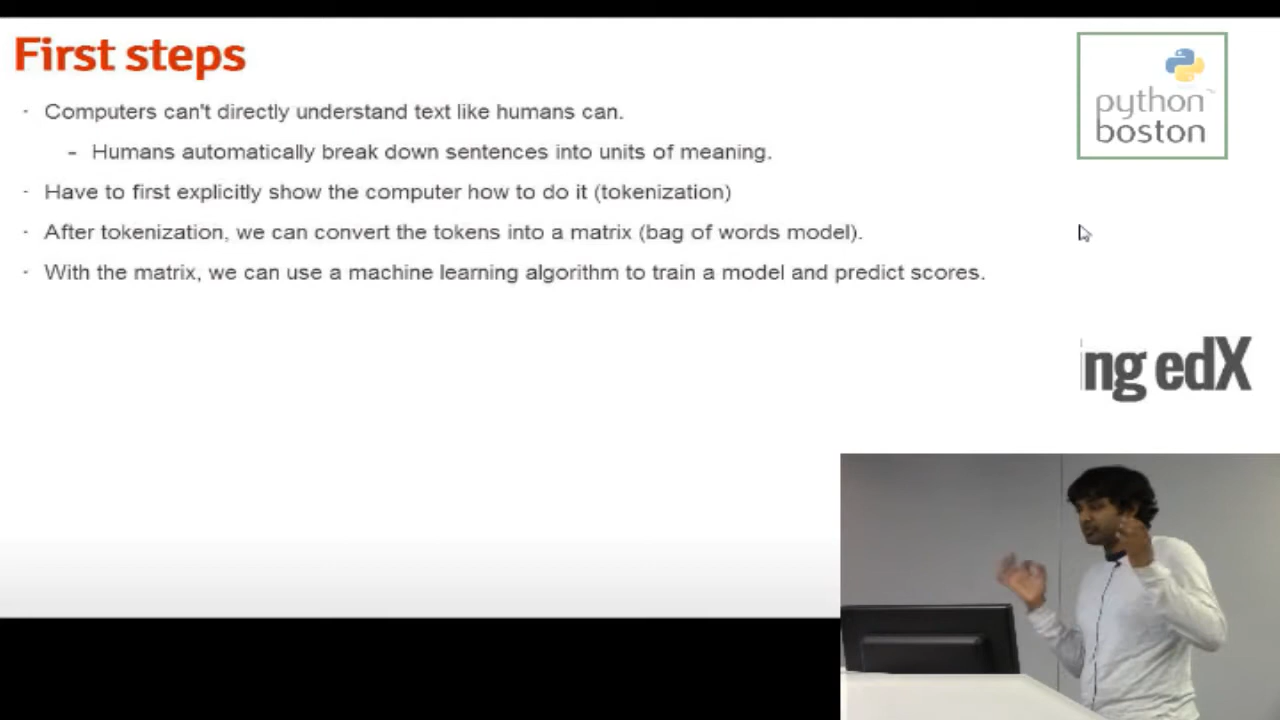 First steps
Computers can't directly understand text like humans can.
Humans automatically break down sentences into units of meaning.
Have to first explicitly show the computer how to do it (tokenization)
After tokenization, we can convert the tokens into a matrix (bag of words model).
With the matrix, we can use a machine learning algorithm to train a model and predict scores.
python
boston
ng edX